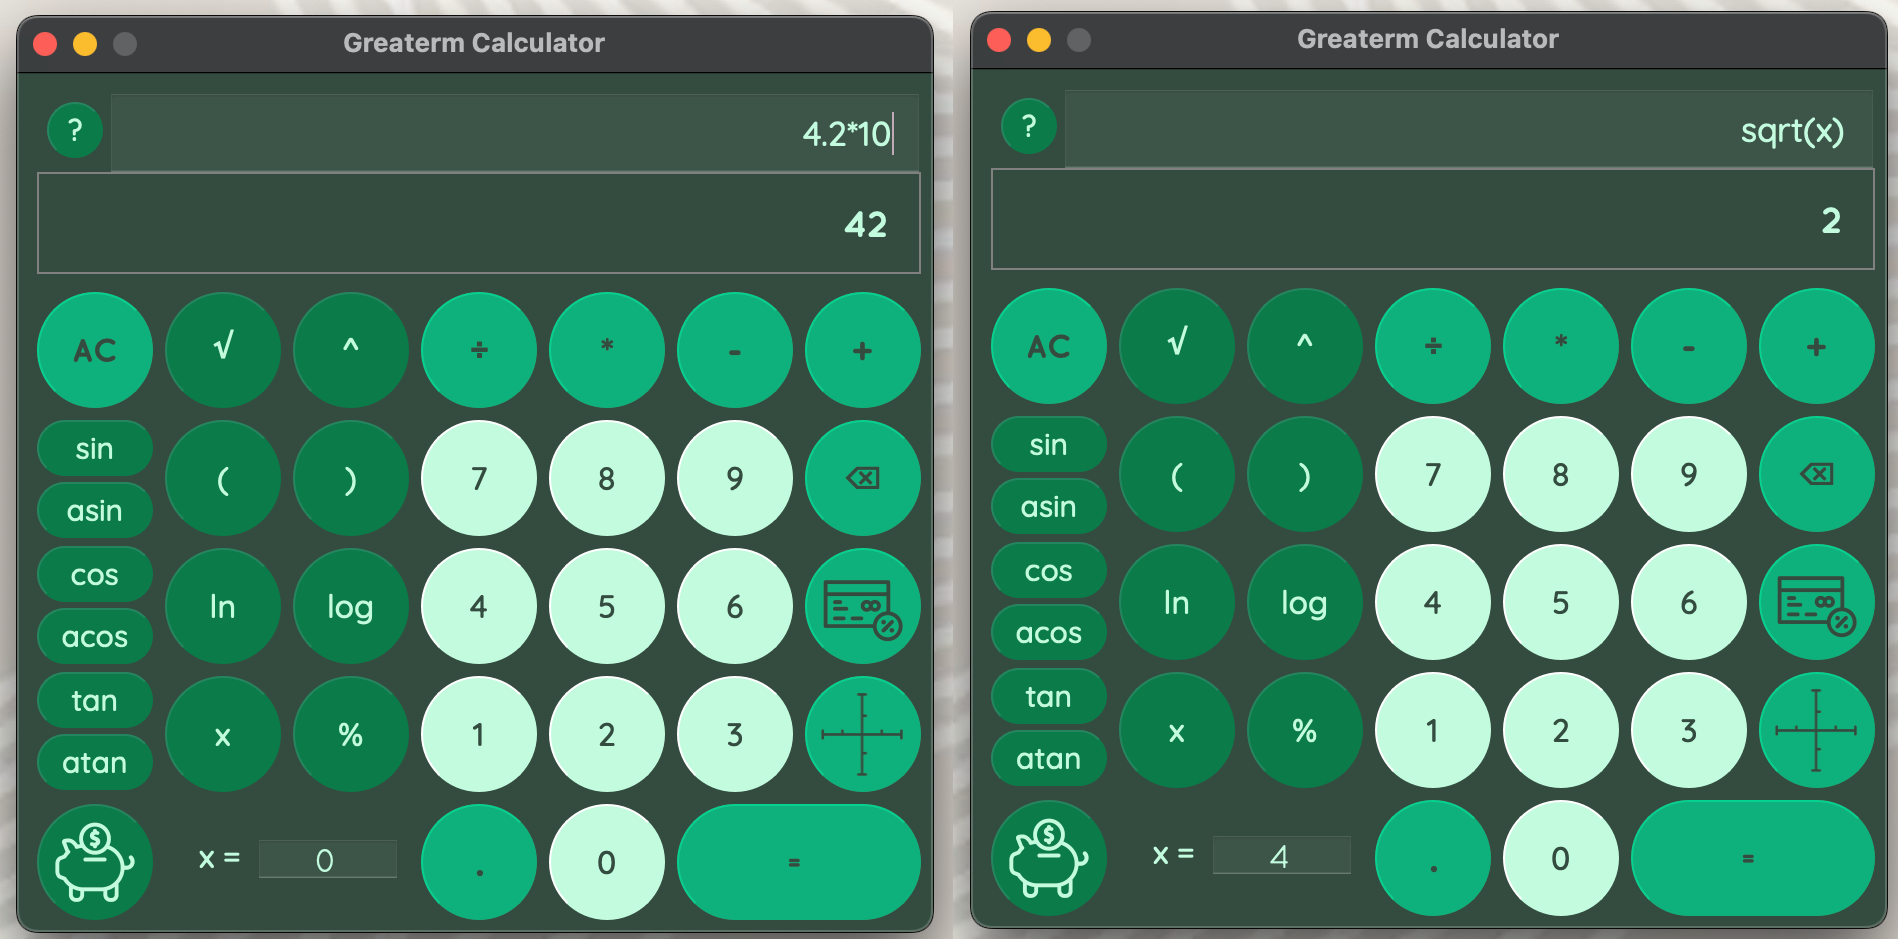 Greaterm Calculator
?
4.2*10
42
AC √ ^ ÷ * - +
sin
( ) 7 8 9
asin
cos
ln log 4 5 6 %
acos
tan
x % 1 2 3
atan
$
x = 0 . 0 =
Greaterm Calculator
?
sqrt(x)
2
AC √ ^ ÷ * - +
sin
( ) 7 8 9
asin
cos
ln log 4 5 6 %
acos
tan
x % 1 2 3
atan
$
x = 4 . 0 =